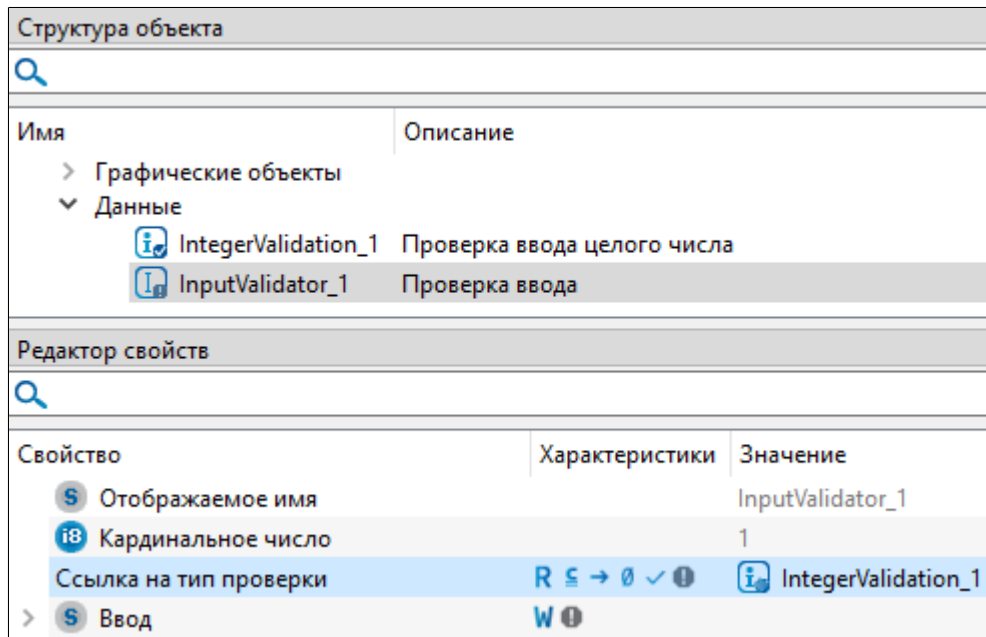 Структура объекта
Имя Описание
Графические объекты
Данные
IntegerValidation_1 Проверка ввода целого числа
InputValidator_1 Проверка ввода
Редактор свойств
Свойство Характеристики Значение
S Отображаемое имя InputValidator_1
i8 Кардинальное число 1
Ссылка на тип проверки R ⊆ → ∅ ✓ ! IntegerValidation_1
S Ввод W !